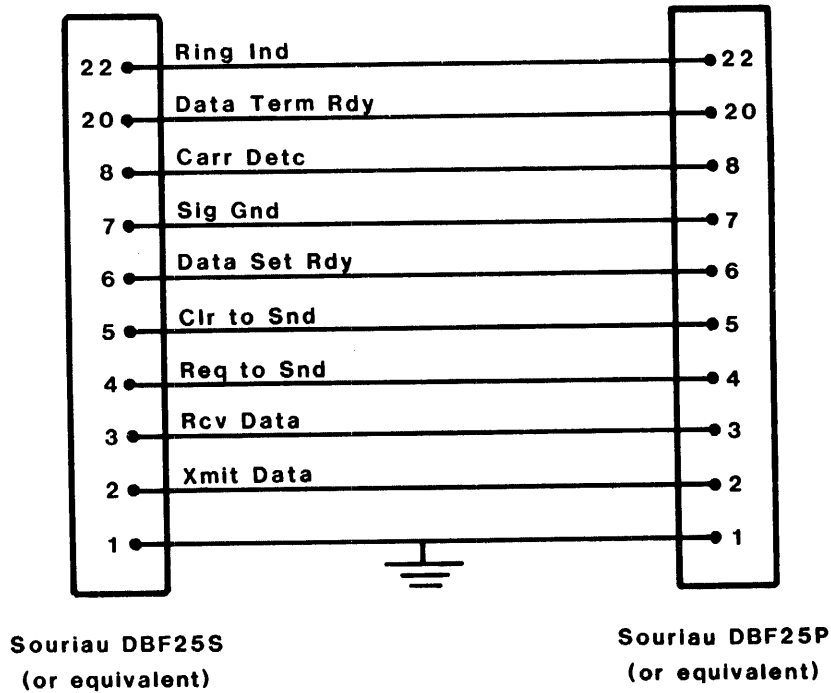 22 Ring Ind 22
20 Data Term Rdy 20
8 Carr Detc 8
7 Sig Gnd 7
6 Data Set Rdy 6
5 Clr to Snd 5
4 Req to Snd 4
3 Rcv Data 3
2 Xmit Data 2
1 1
Souriau DBF25S
(or equivalent)
Souriau DBF25P
(or equivalent)